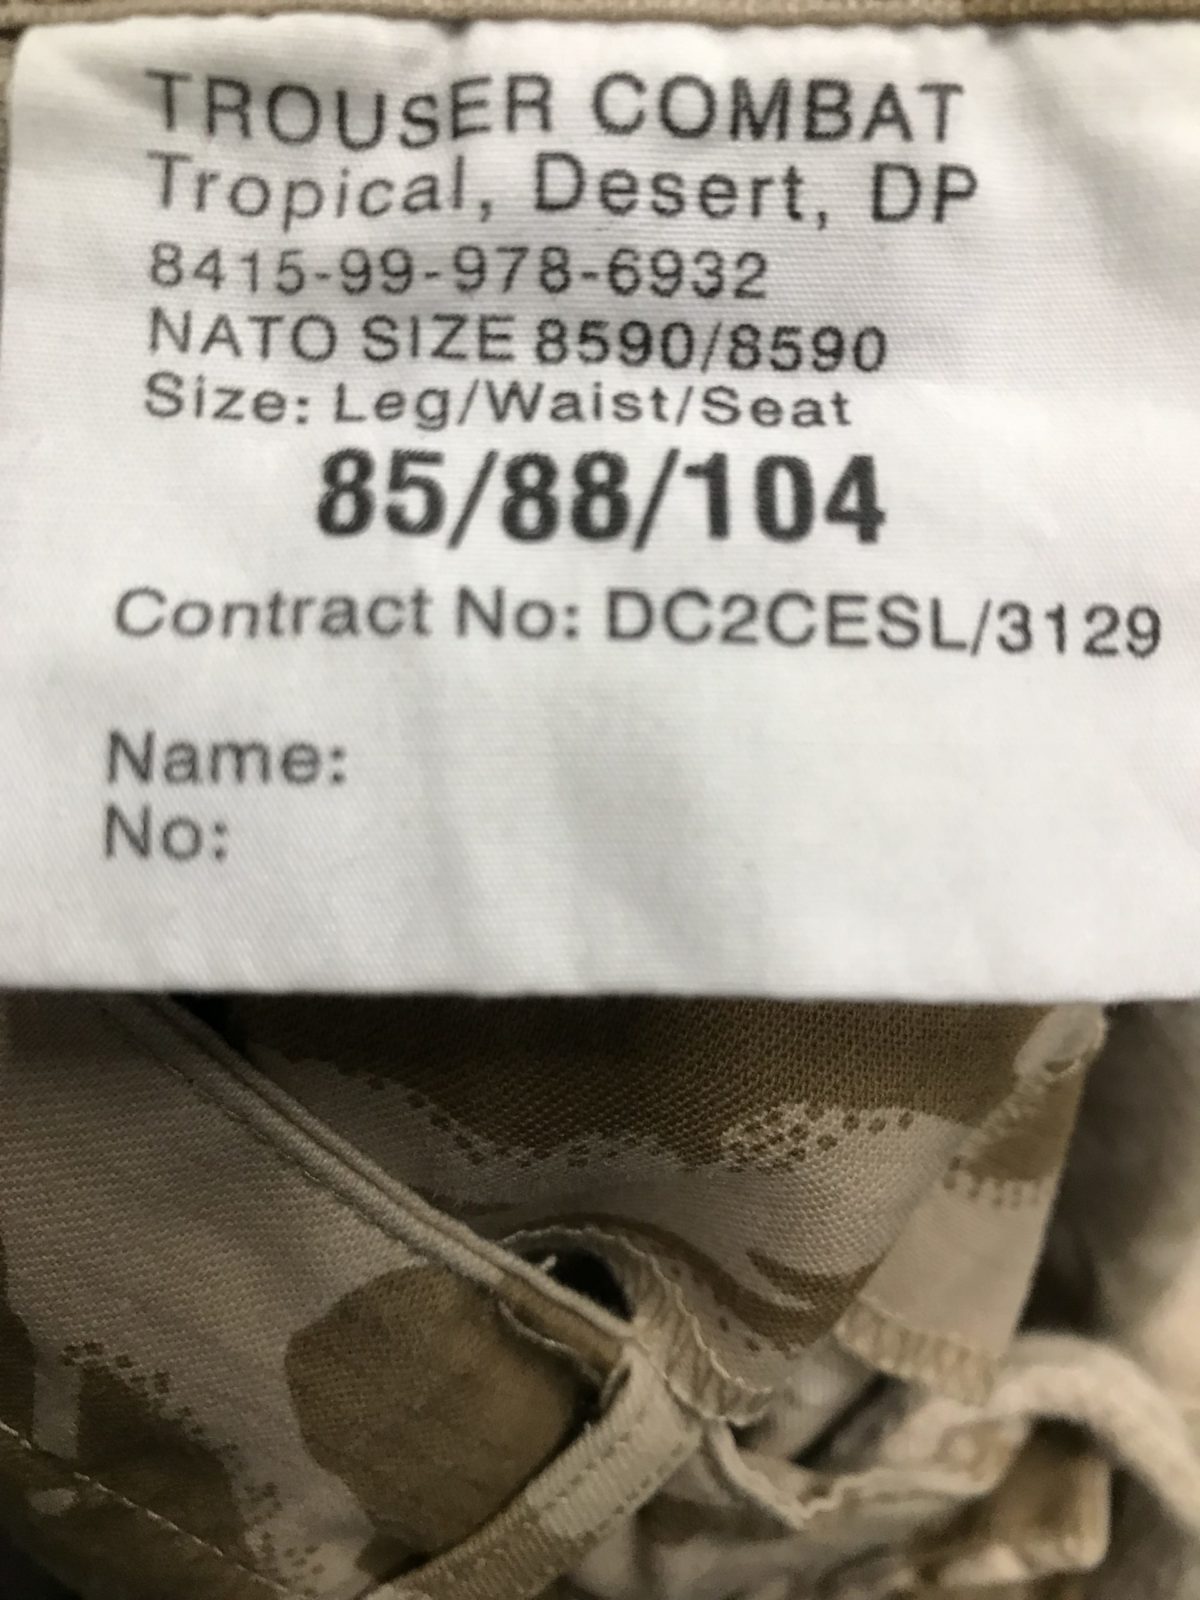 TROUSER COMBAT
Tropical, Desert, DP
8415-99-978-6932
NATO SIZE 8590/8590
Size: Leg/Waist/Seat
85/88/104
Contract No: DC2CESL/3129
Name:
No: